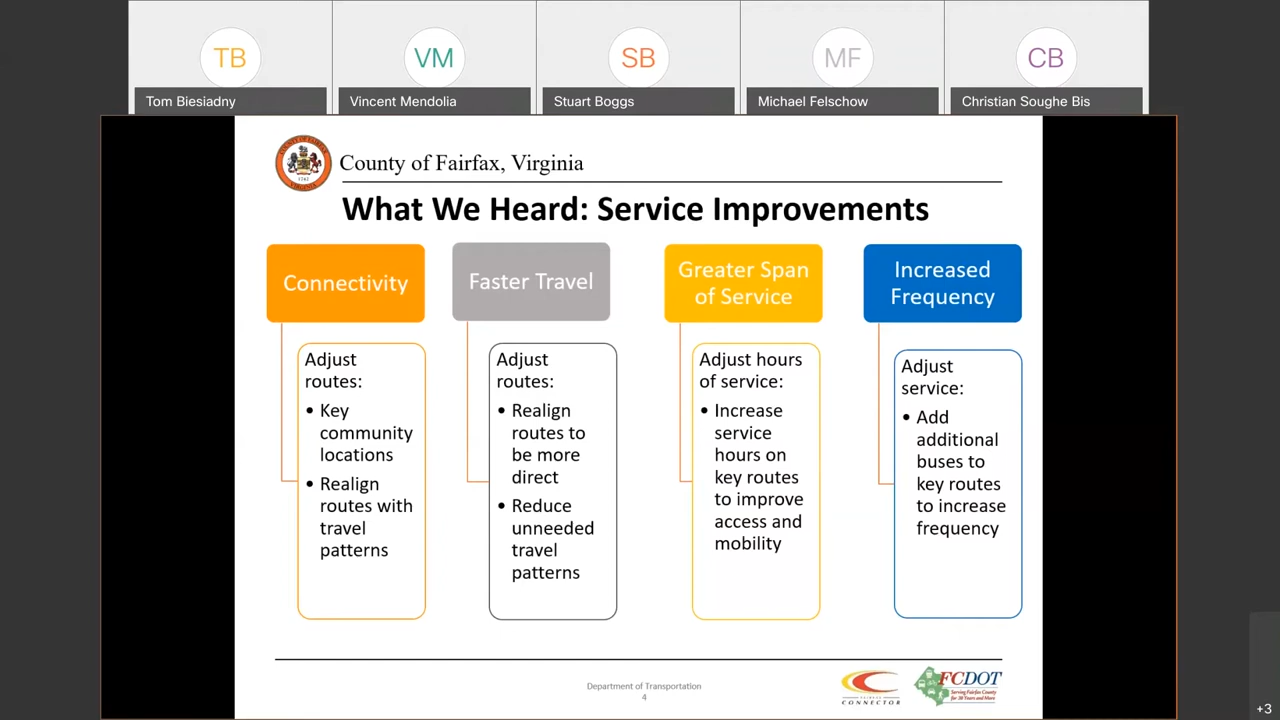 TB
VM
SB
MF
CB
Tom Biesiadny
Vincent Mendolia
Stuart Boggs
Michael Felschow
Christian Soughe Bis
County of Fairfax, Virginia
What We Heard: Service Improvements
Connectivity
Adjust
routes:
• Key
community
locations
• Realign
routes with
travel
patterns
Faster Travel
Adjust
routes:
• Realign
routes to
be more
direct
• Reduce
unneeded
travel
patterns
Greater Span
of Service
Adjust hours
of service:
• Increase
service
hours on
key routes
to improve
access and
mobility
Increased
Frequency
Adjust
service:
• Add
additional
buses to
key routes
to increase
frequency
Department of Transportation
4
FAIRFAX
CONNECTOR
FCDOT
Serving Fairfax County
for 30 Years and More
+3